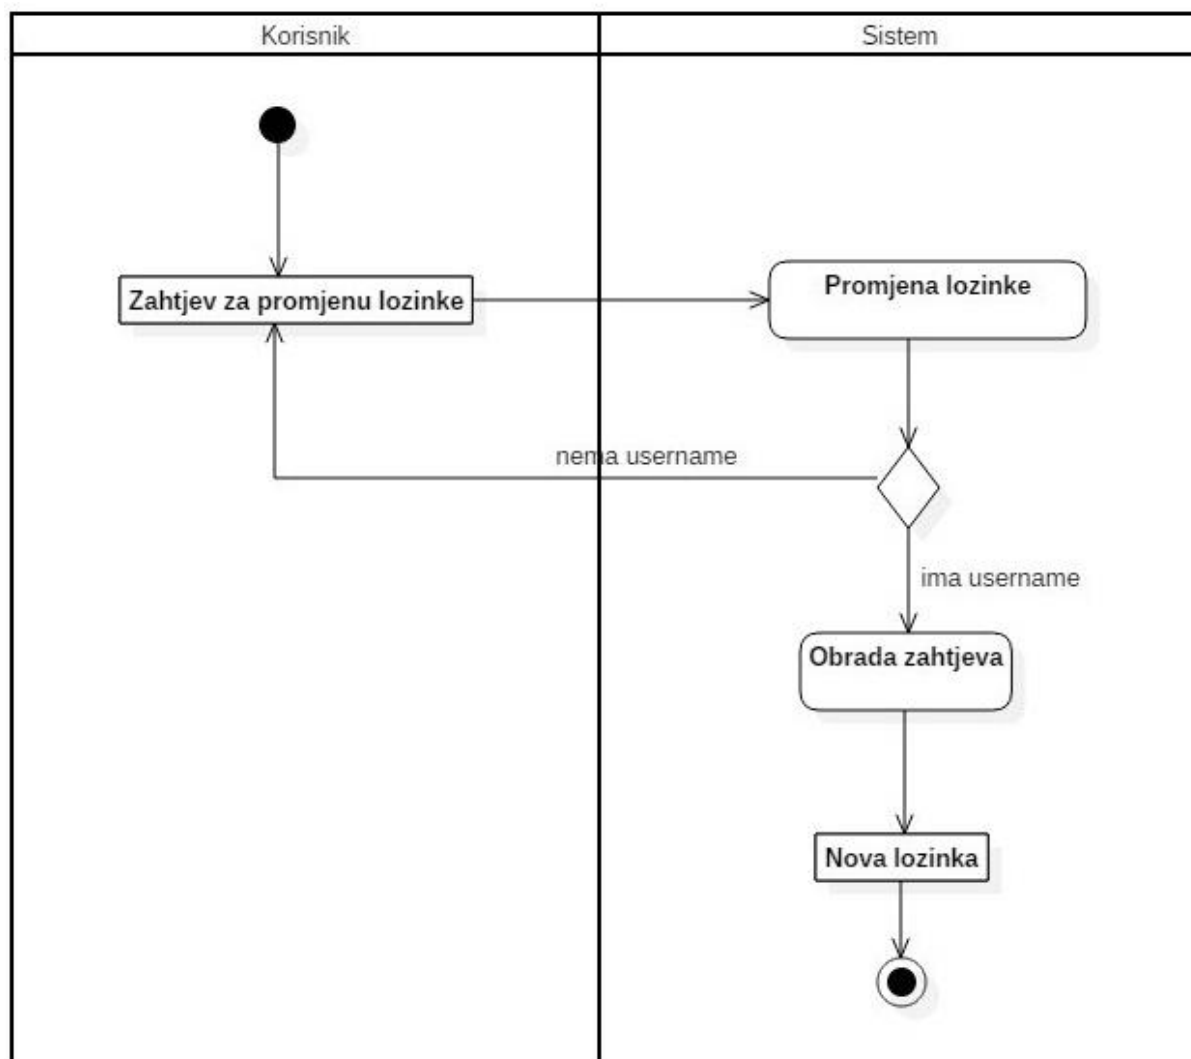 Korisnik
Sistem
Zahtjev za promjenu lozinke
Promjena lozinke
nema username
ima username
Obrada zahtjeva
Nova lozinka